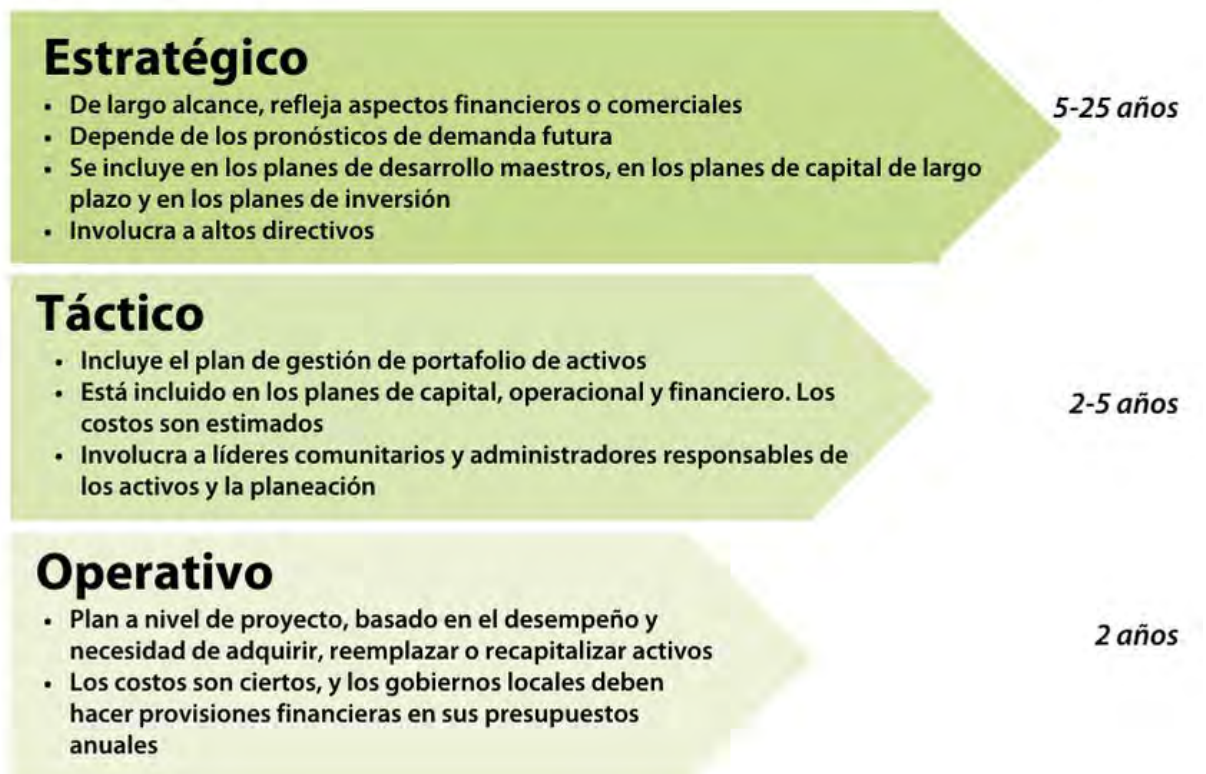 Estratégico
• De largo alcance, refleja aspectos financieros o comerciales
• Depende de los pronósticos de demanda futura
• Se incluye en los planes de desarrollo maestros, en los planes de capital de largo
plazo y en los planes de inversión
• Involucra a altos directivos
5-25 años
Táctico
• Incluye el plan de gestión de portafolio de activos
• Está incluido en los planes de capital, operacional y financiero. Los
costos son estimados
• Involucra a líderes comunitarios y administradores responsables de
los activos y la planeación
2-5 años
Operativo
• Plan a nivel de proyecto, basado en el desempeño y
necesidad de adquirir, reemplazar o recapitalizar activos
• Los costos son ciertos, y los gobiernos locales deben
hacer provisiones financieras en sus presupuestos
anuales
2 años